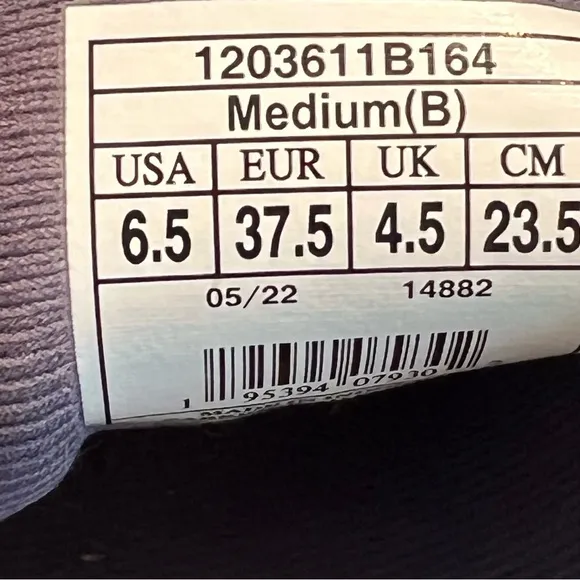 1203611B164
Medium(B)
USA EUR UK CM
6.5 37.5 4.5 23.5
05/22 14882
1 95394 07930